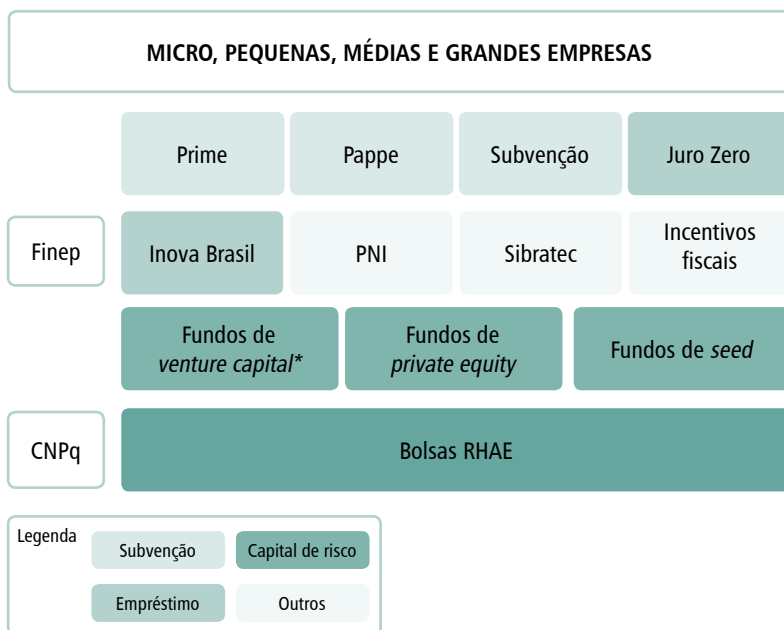 MICRO, PEQUENAS, MÉDIAS E GRANDES EMPRESAS
Prime
Pappe
Subvenção
Juro Zero
Finep
Inova Brasil
PNI
Sibratec
Incentivos
fiscais
Fundos de
venture capital*
Fundos de
private equity
Fundos de seed
CNPq
Bolsas RHAE
Legenda
Subvenção
Capital de risco
Empréstimo
Outros